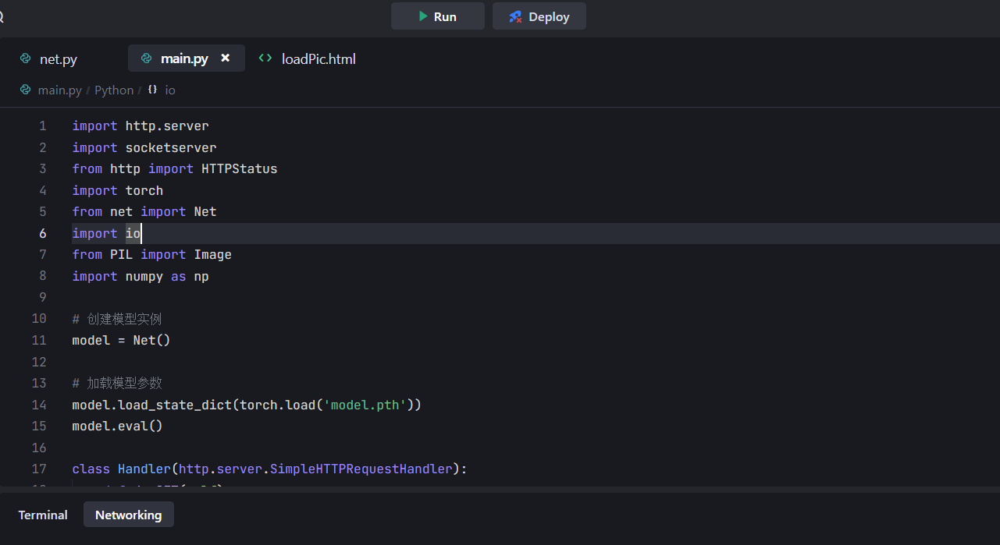 Run Deploy
net.py main.py loadPic.html
main.py / Python / {} io
1 import http.server
2 import socketserver
3 from http import HTTPStatus
4 import torch
5 from net import Net
6 import io
7 from PIL import Image
8 import numpy as np
9
10 # 创建模型实例
11 model = Net()
12
13 # 加载模型参数
14 model.load_state_dict(torch.load('model.pth'))
15 model.eval()
16
17 class Handler(http.server.SimpleHTTPRequestHandler):
Terminal Networking